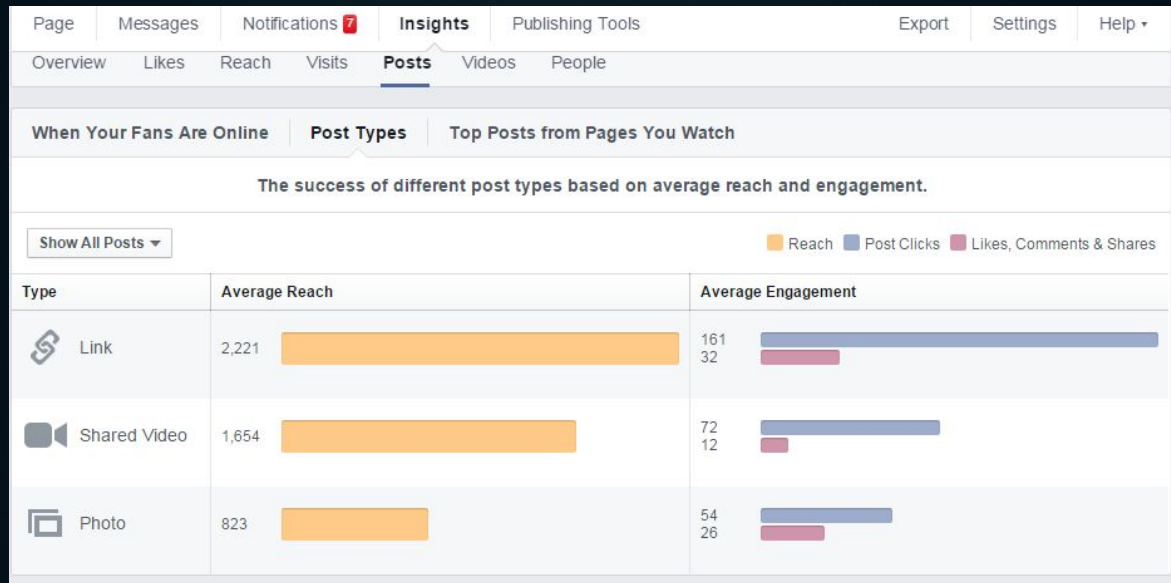 Page Messages Notifications 7 Insights Publishing Tools Export Settings Help
Overview Likes Reach Visits Posts Videos People
When Your Fans Are Online Post Types Top Posts from Pages You Watch
The success of different post types based on average reach and engagement.
Show All Posts Reach Post Clicks Likes, Comments & Shares
Type Average Reach Average Engagement
Link 2,221 161
32
Shared Video 1,654 72
12
Photo 823 54
26